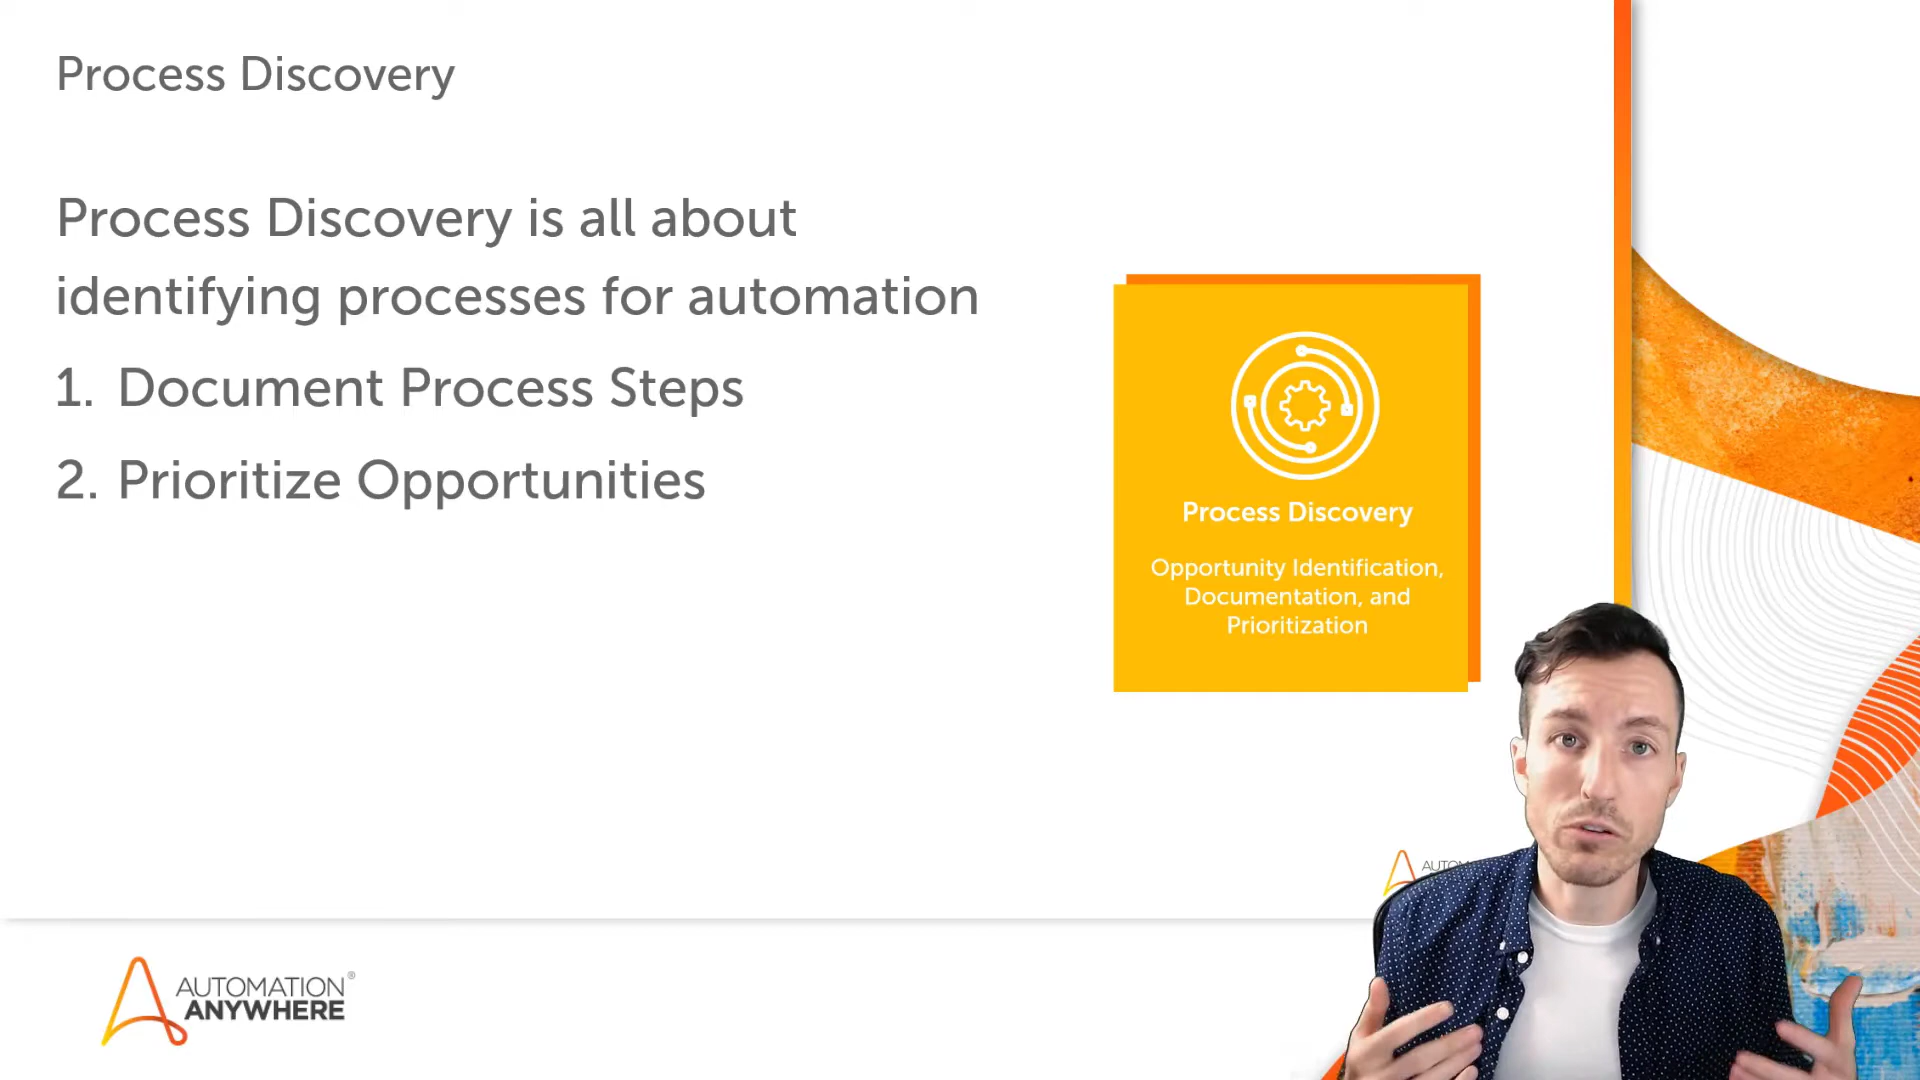 Process Discovery
Process Discovery is all about
identifying processes for automation
1. Document Process Steps
2. Prioritize Opportunities
Process Discovery
Opportunity Identification,
Documentation, and
Prioritization
AUTOMATION®
ANYWHERE